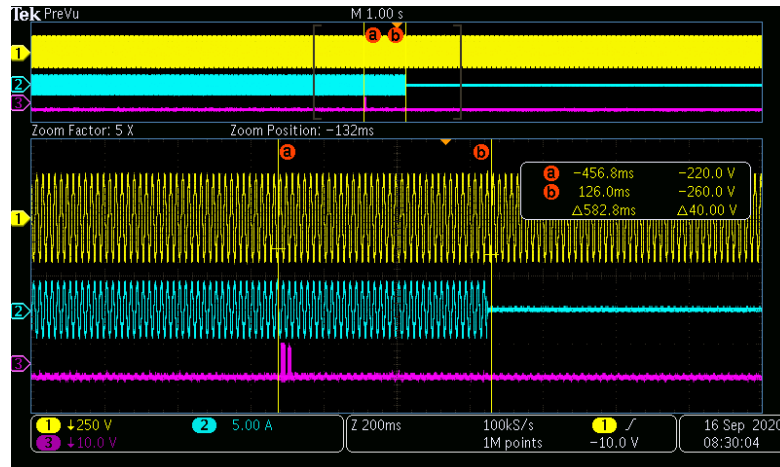 Tek PreVu M 1.00 s
a b
1
2
3
Zoom Factor: 5 X Zoom Position: −132ms
a b
a −456.8ms −220.0 V
b 126.0ms −260.0 V
△582.8ms △40.00 V
1
2
3
1 ↓250 V 2 5.00 A Z 200ms 100kS/s 1 ∫ 16 Sep 2020
3 ↓10.0 V 1M points −10.0 V 08:30:04